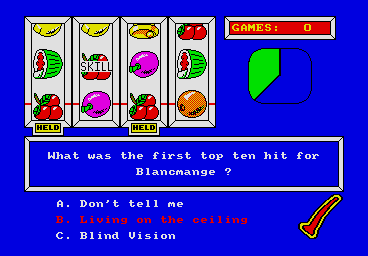 GAMES: 0
SKILL
HELD HELD
What was the first top ten hit for
Blancmange ?
A. Don't tell me
B. Living on the ceiling
C. Blind Vision